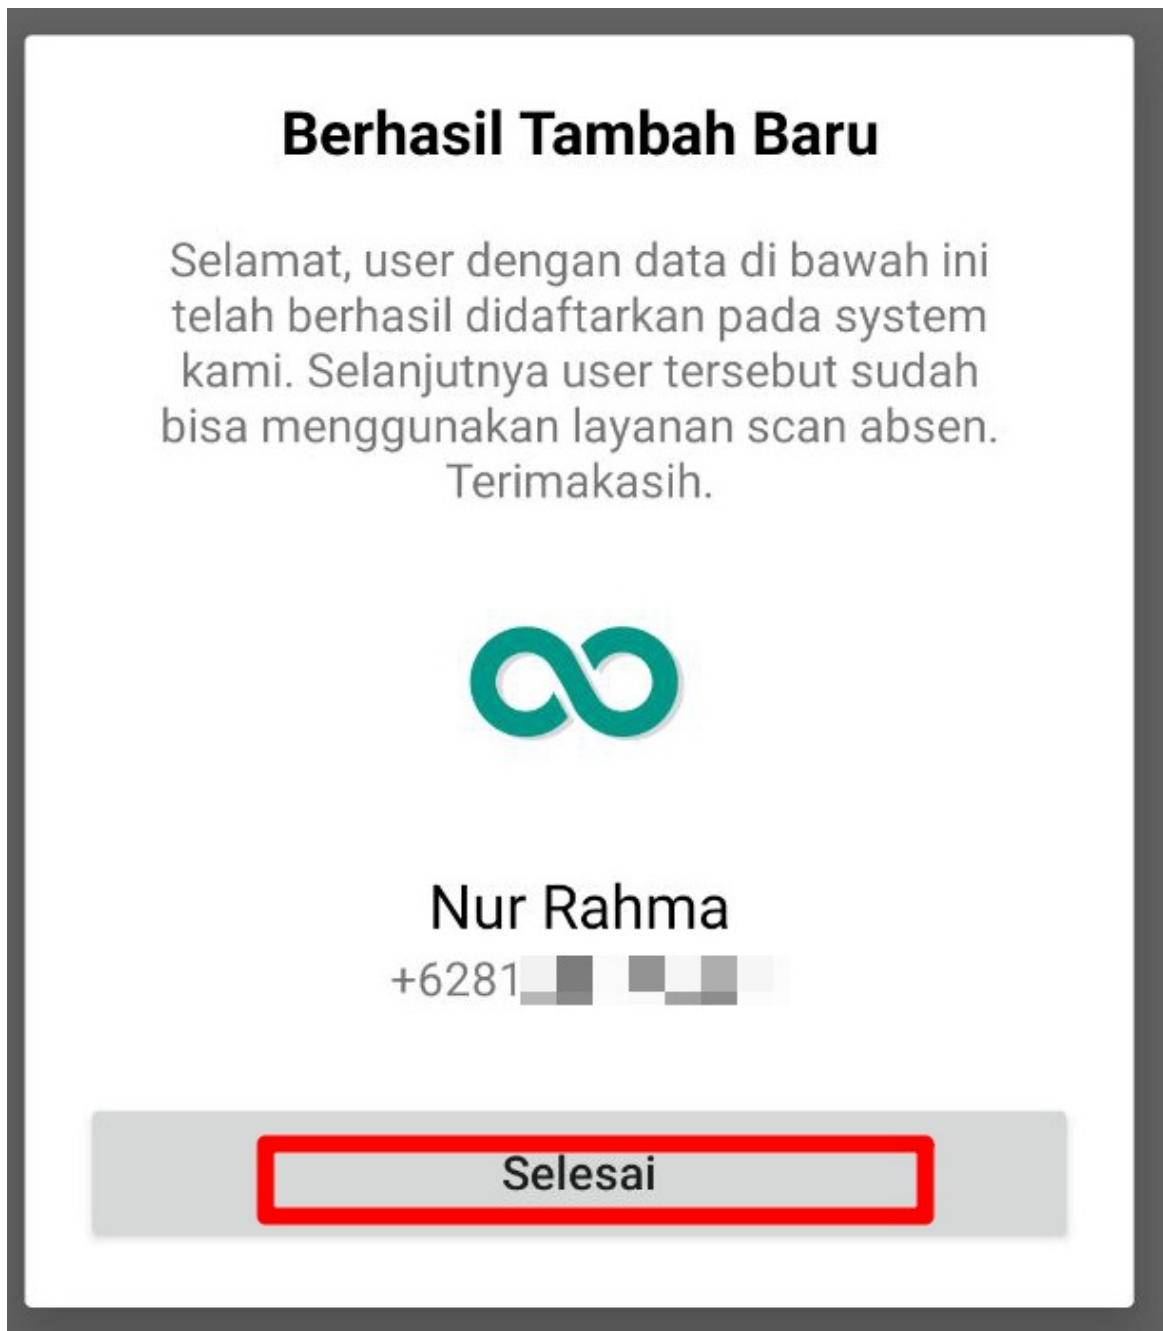 Berhasil Tambah Baru
Selamat, user dengan data di bawah ini
telah berhasil didaftarkan pada system
kami. Selanjutnya user tersebut sudah
bisa menggunakan layanan scan absen.
Terimakasih.
Nur Rahma
+6281
Selesai